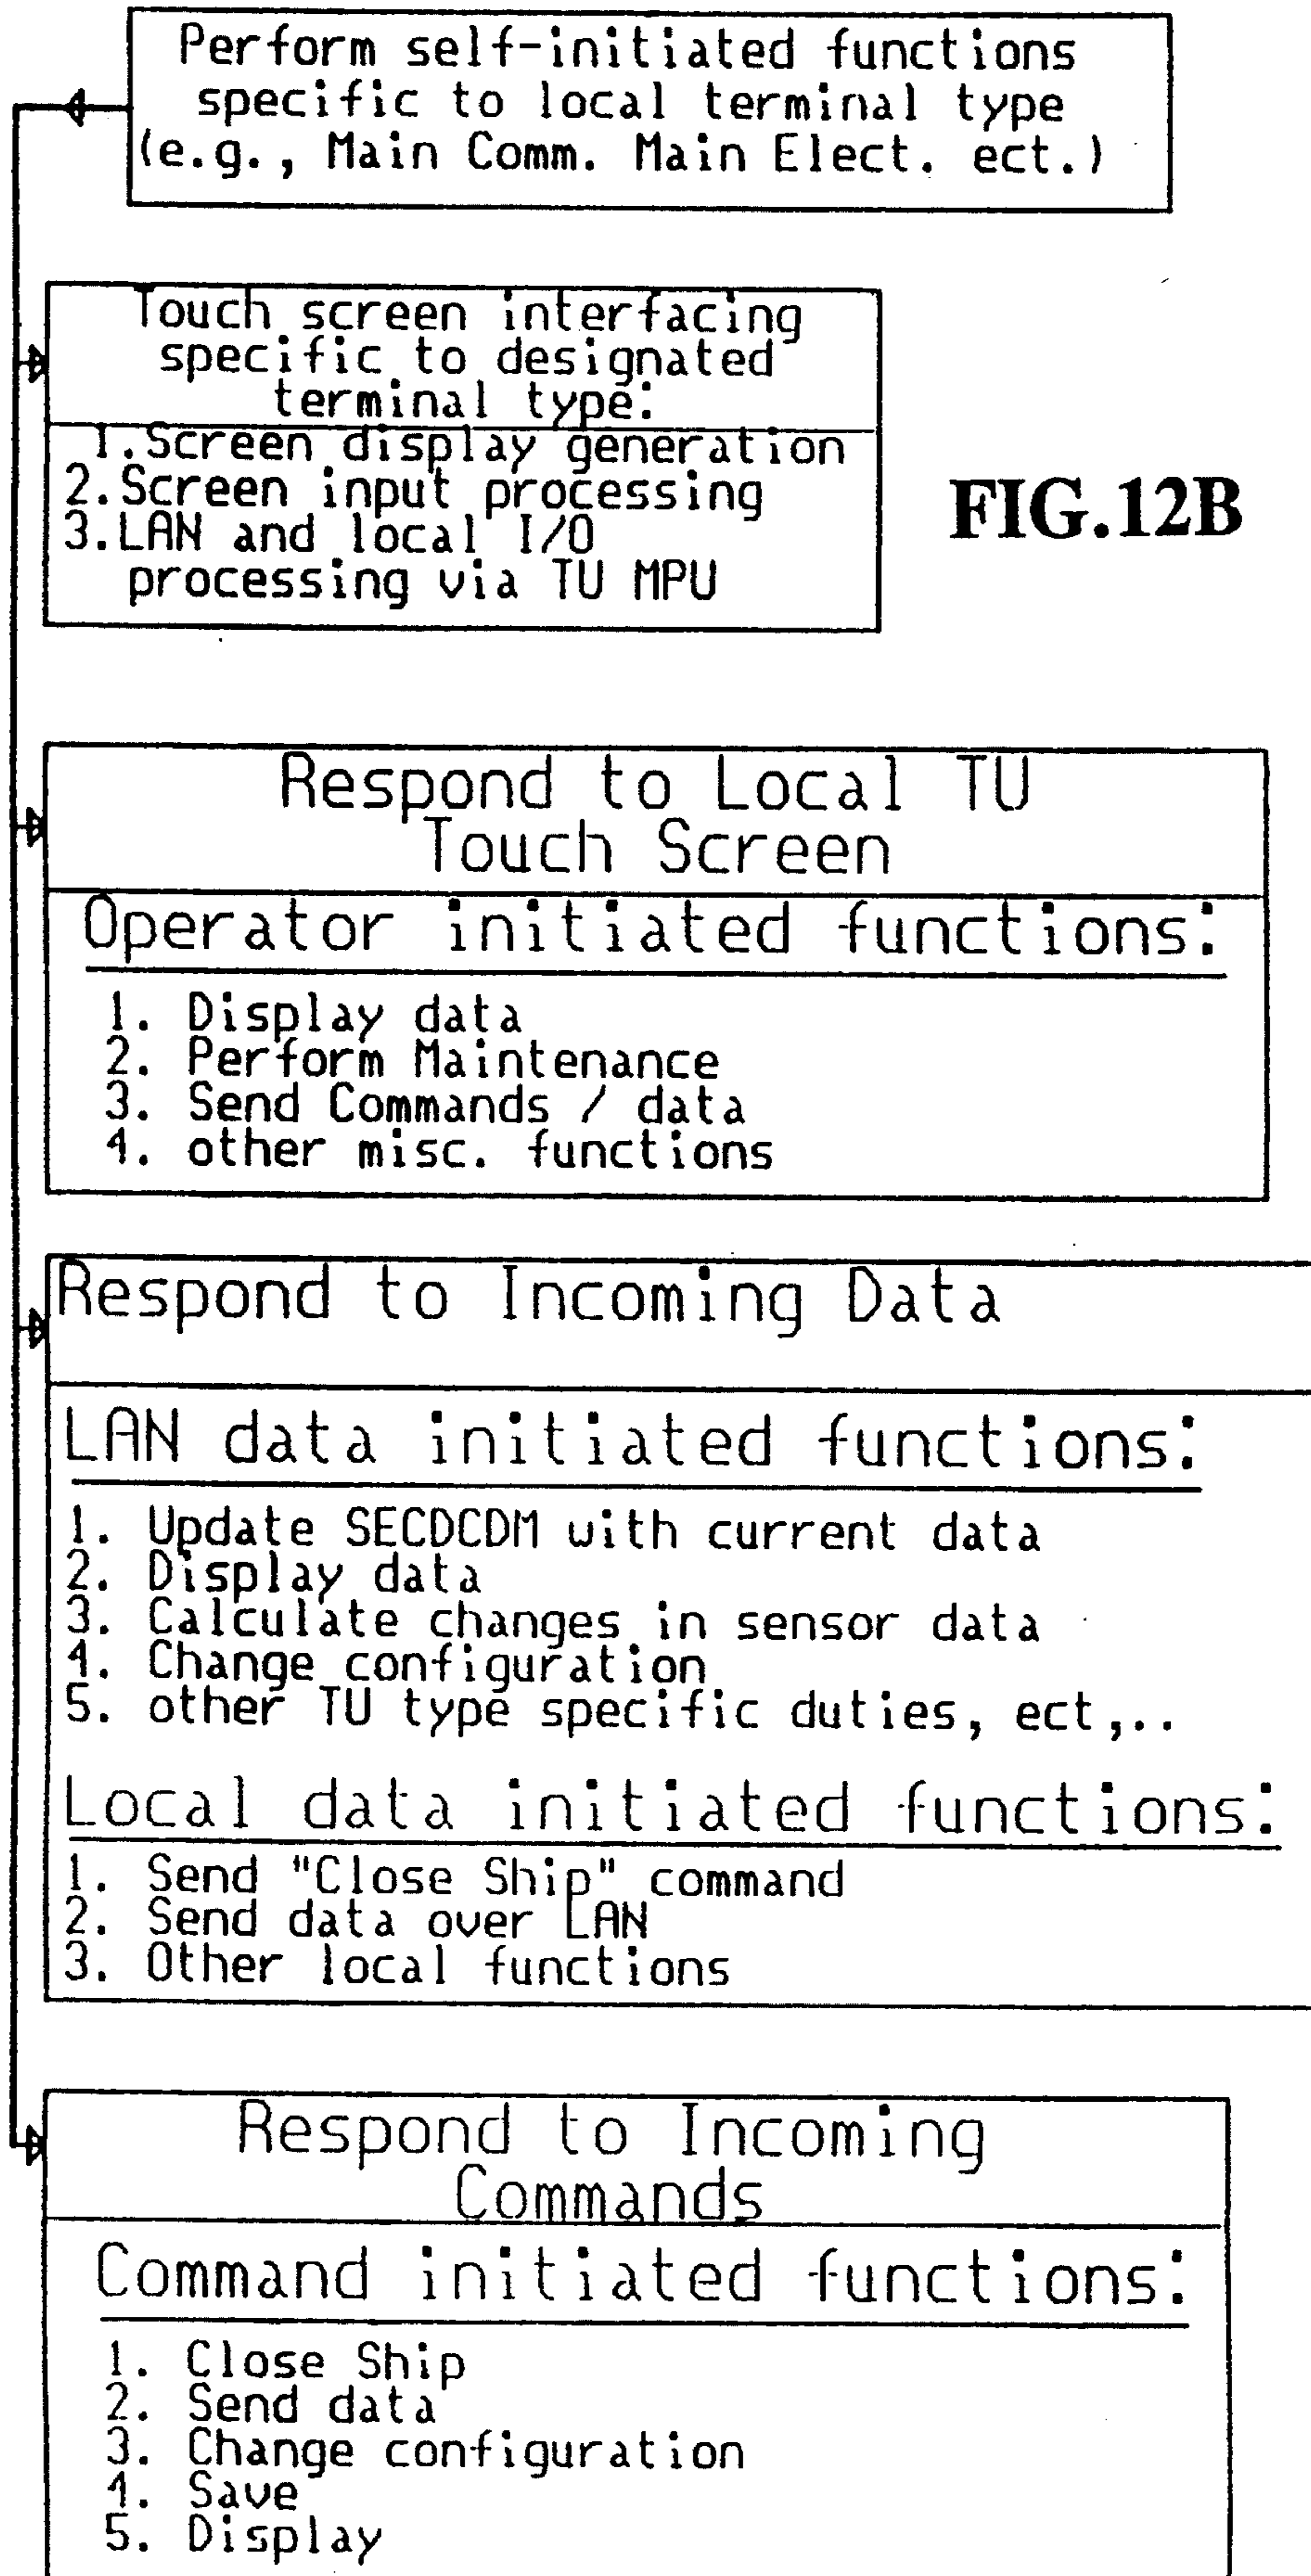 Perform self-initiated functions
specific to local terminal type
(e.g., Main Comm. Main Elect. ect.)
Touch screen interfacing
specific to designated
terminal type:
1.Screen display generation
2.Screen input processing
3.LAN and local I/O
processing via TU MPU
FIG.12B
Respond to Local TU
Touch Screen
Operator initiated functions:
1. Display data
2. Perform Maintenance
3. Send Commands / data
4. other misc. functions
Respond to Incoming Data
LAN data initiated functions:
1. Update SECDCDM with current data
2. Display data
3. Calculate changes in sensor data
4. Change configuration
5. other TU type specific duties, ect,..
Local data initiated functions:
1. Send "Close Ship" command
2. Send data over LAN
3. Other local functions
Respond to Incoming
Commands
Command initiated functions:
1. Close Ship
2. Send data
3. Change configuration
4. Save
5. Display